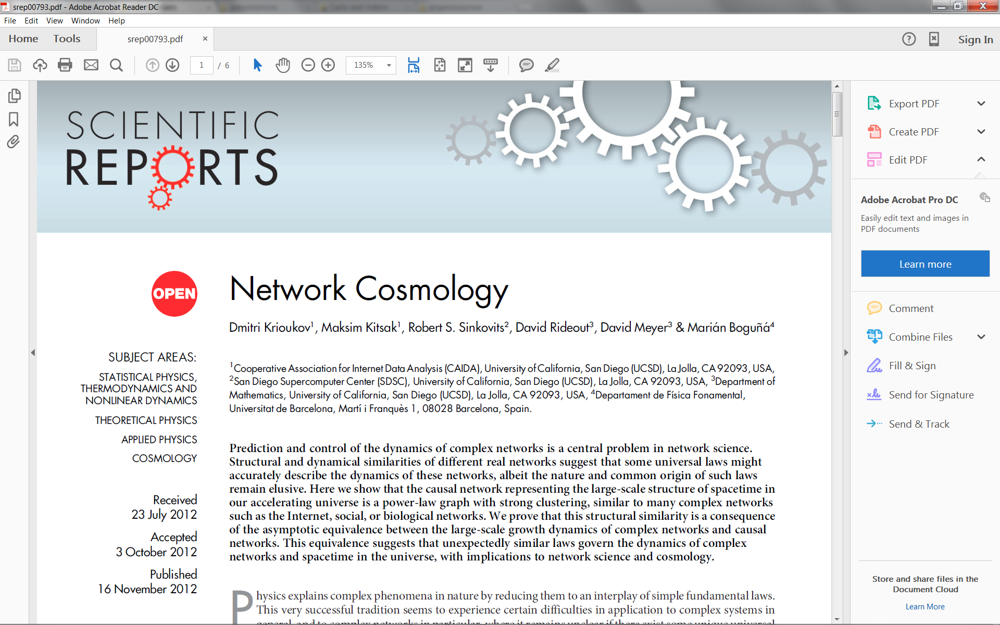 srep00793.pdf - Adobe Acrobat Reader DC
File Edit View Window Help
Home Tools srep00793.pdf × Sign In
1 / 6 135%
SCIENTIFIC
REPORTS
OPEN
Network Cosmology
Dmitri Krioukov1, Maksim Kitsak1, Robert S. Sinkovits2, David Rideout3, David Meyer3 & Marián Boguñá4
SUBJECT AREAS:
STATISTICAL PHYSICS,
THERMODYNAMICS AND
NONLINEAR DYNAMICS
THEORETICAL PHYSICS
APPLIED PHYSICS
COSMOLOGY
Received
23 July 2012
Accepted
3 October 2012
Published
16 November 2012
1Cooperative Association for Internet Data Analysis (CAIDA), University of California, San Diego (UCSD), La Jolla, CA 92093, USA,
2San Diego Supercomputer Center (SDSC), University of California, San Diego (UCSD), La Jolla, CA 92093, USA, 3Department of
Mathematics, University of California, San Diego (UCSD), La Jolla, CA 92093, USA, 4Departament de Física Fonamental,
Universitat de Barcelona, Martí i Franquès 1, 08028 Barcelona, Spain.
Prediction and control of the dynamics of complex networks is a central problem in network science.
Structural and dynamical similarities of different real networks suggest that some universal laws might
accurately describe the dynamics of these networks, albeit the nature and common origin of such laws
remain elusive. Here we show that the causal network representing the large-scale structure of spacetime in
our accelerating universe is a power-law graph with strong clustering, similar to many complex networks
such as the Internet, social, or biological networks. We prove that this structural similarity is a consequence
of the asymptotic equivalence between the large-scale growth dynamics of complex networks and causal
networks. This equivalence suggests that unexpectedly similar laws govern the dynamics of complex
networks and spacetime in the universe, with implications to network science and cosmology.
Physics explains complex phenomena in nature by reducing them to an interplay of simple fundamental laws.
This very successful tradition seems to experience certain difficulties in application to complex systems in
general, and to complex networks in particular, where it remains unclear if there exist some unique universal
Export PDF
Create PDF
Edit PDF
Adobe Acrobat Pro DC
Easily edit text and images in
PDF documents
Learn more
Comment
Combine Files
Fill & Sign
Send for Signature
Send & Track
Store and share files in the
Document Cloud
Learn More